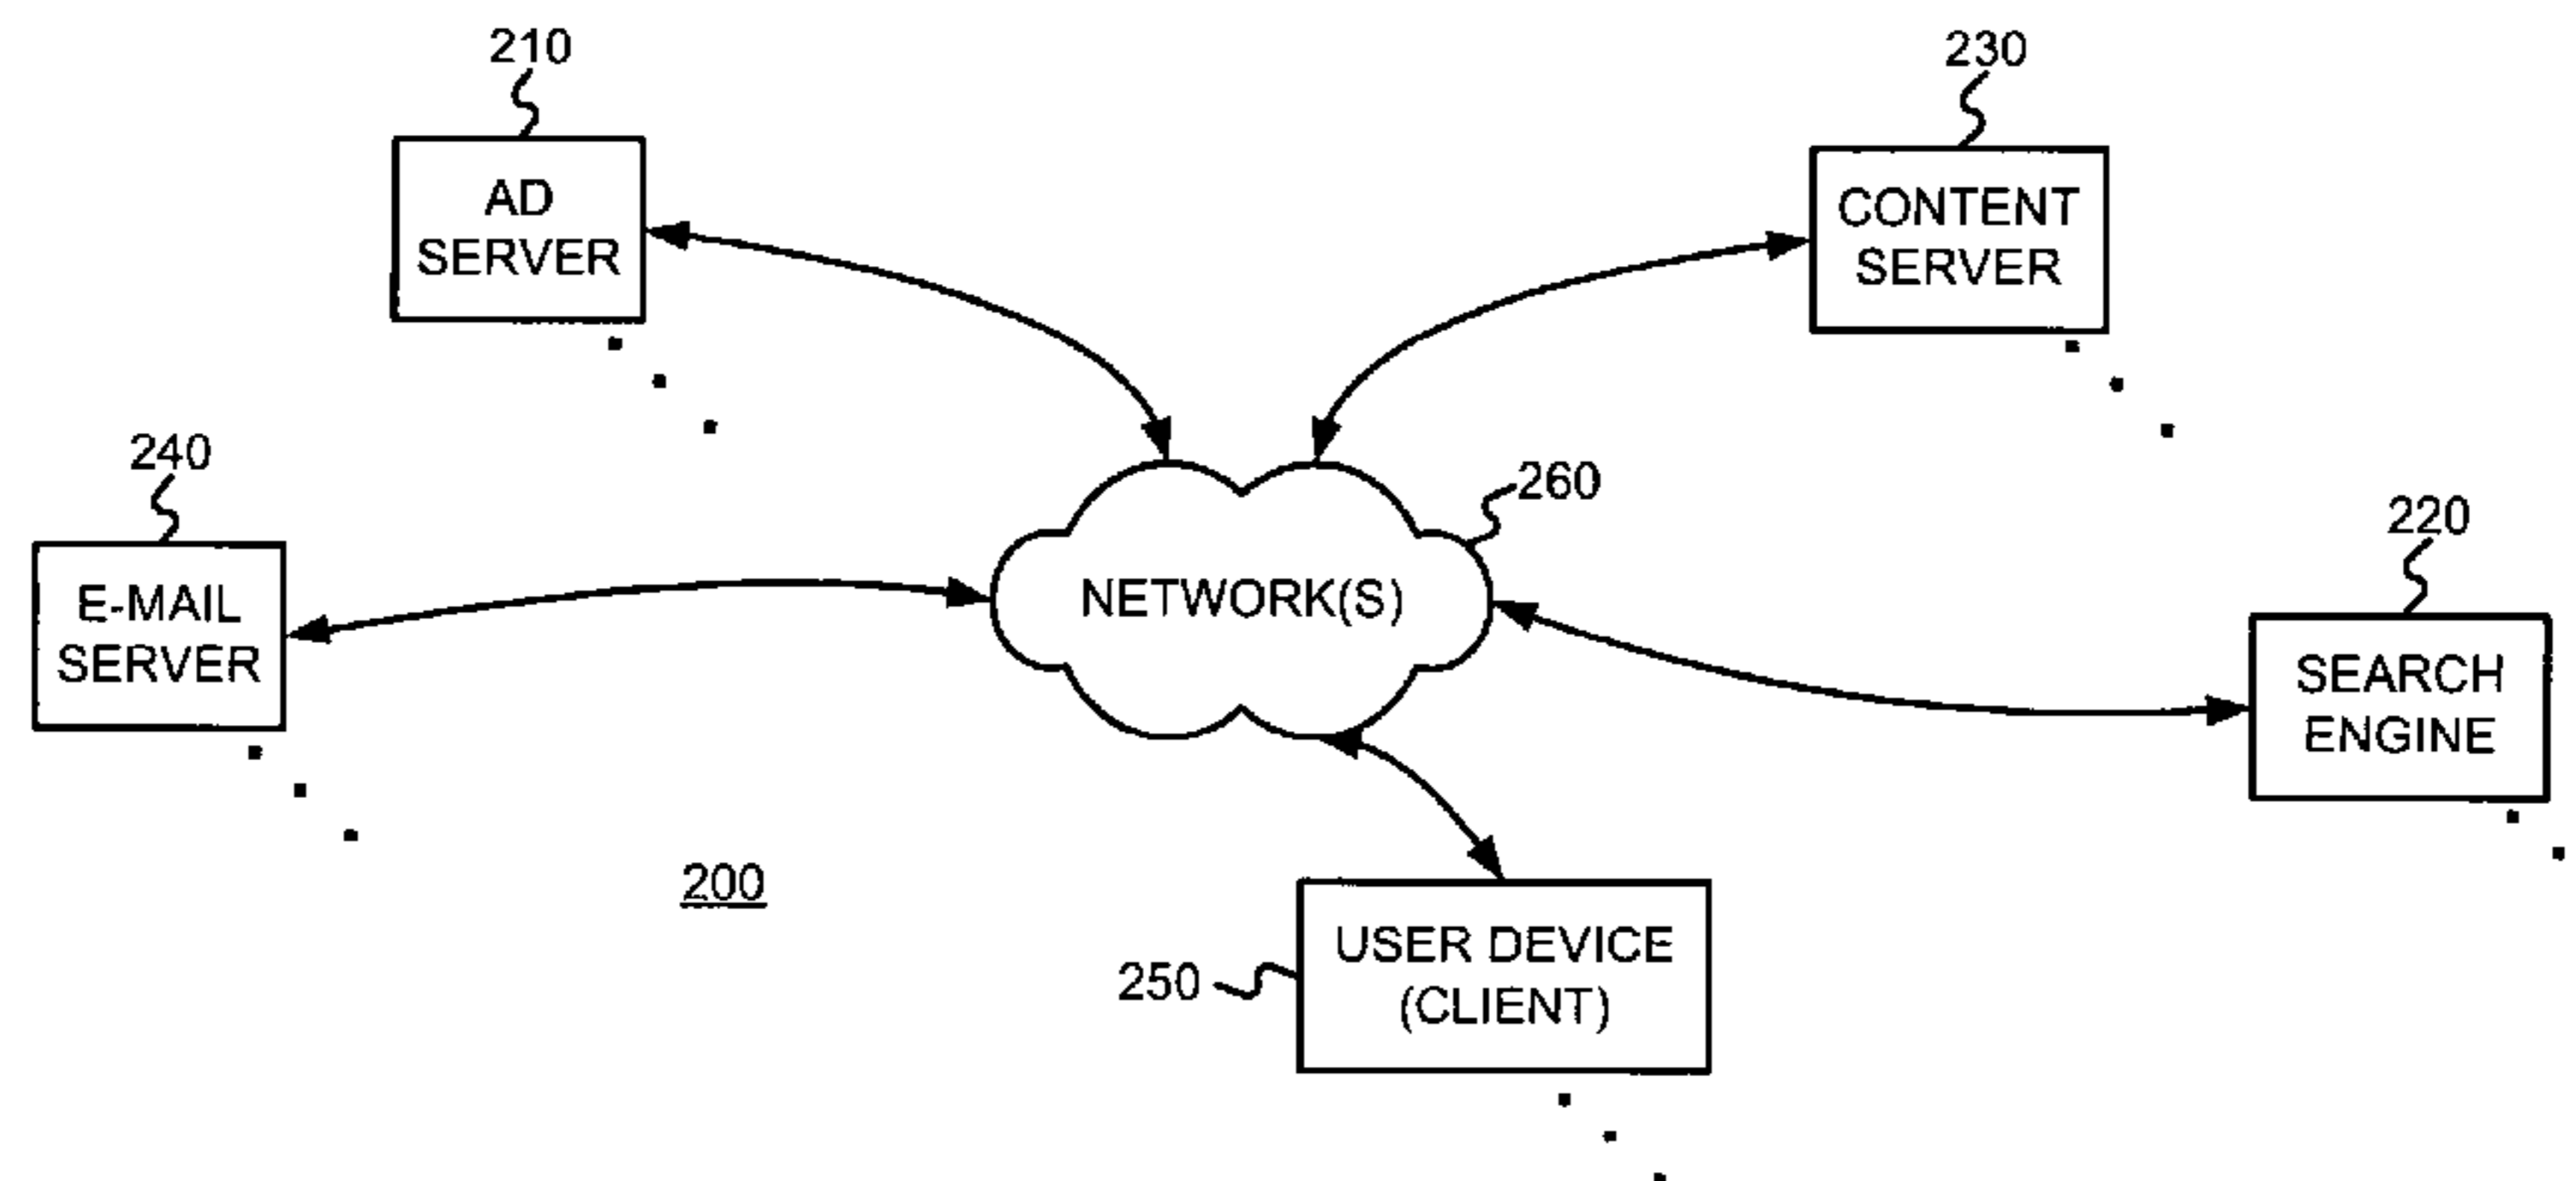 210
AD
SERVER
230
CONTENT
SERVER
240
E-MAIL
SERVER
260
NETWORK(S)
220
SEARCH
ENGINE
200
250
USER DEVICE
(CLIENT)